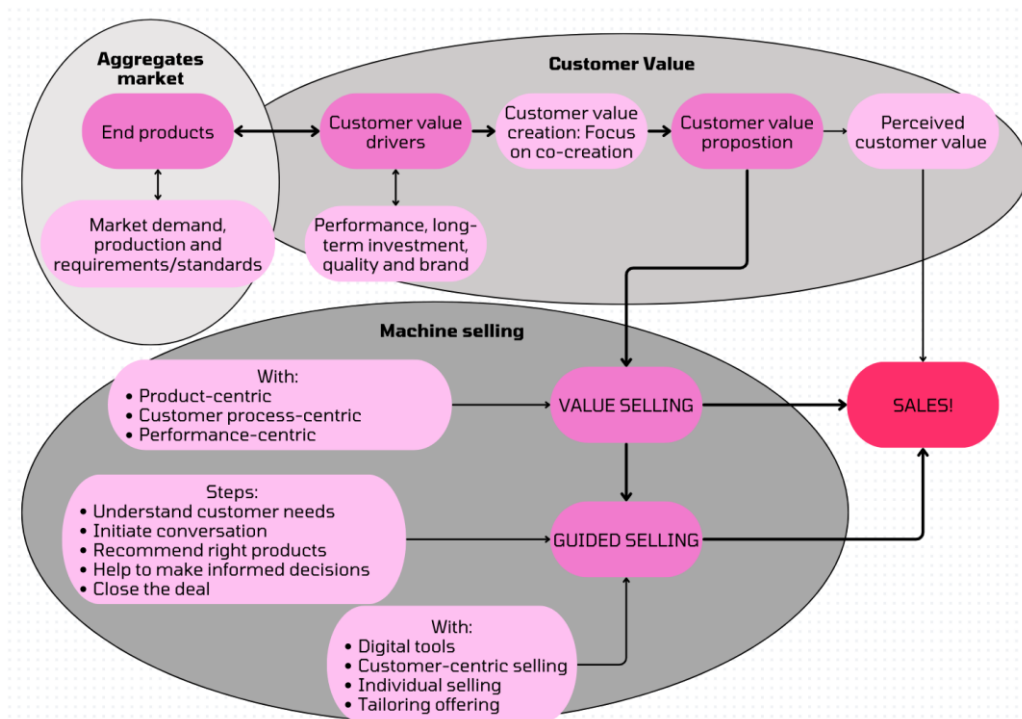 Aggregates
market
Customer Value
End products
Customer value
drivers
Customer value
creation: Focus
on co-creation
Customer value
propostion
Perceived
customer value
Market demand,
production and
requirements/standards
Performance, long-
term investment,
quality and brand
Machine selling
With:
• Product-centric
• Customer process-centric
• Performance-centric
VALUE SELLING
SALES!
Steps:
• Understand customer needs
• Initiate conversation
• Recommend right products
• Help to make informed decisions
• Close the deal
GUIDED SELLING
With:
• Digital tools
• Customer-centric selling
• Individual selling
• Tailoring offering